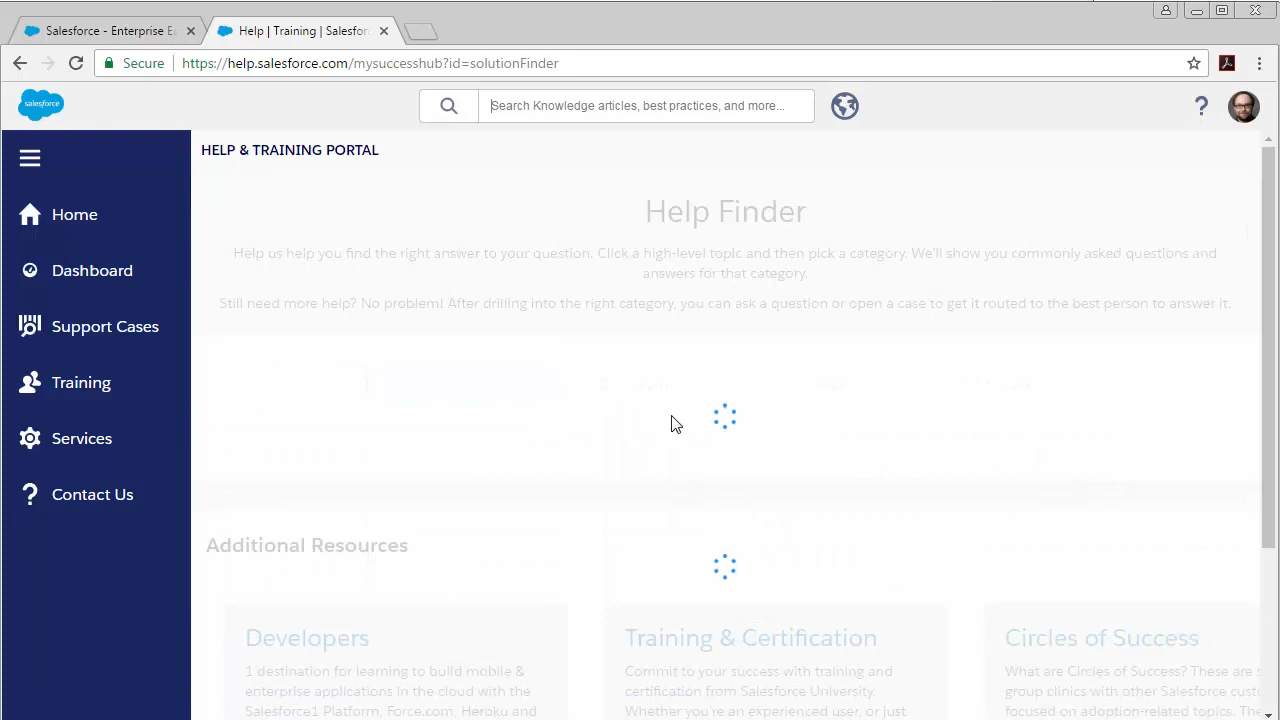 Salesforce - Enterprise E
Help | Training | Salesfor
Secure
https://help.salesforce.com/mysuccesshub?id=solutionFinder
salesforce
Search Knowledge articles, best practices, and more...
?
HELP & TRAINING PORTAL
Home
Dashboard
Support Cases
Training
Services
Contact Us
Help Finder
Help us help you find the right answer to your question. Click a high-level topic and then pick a category. We'll show you commonly asked questions and
answers for that category.
Still need more help? No problem! After drilling into the right category, you can ask a question or open a case to get it routed to the best person to answer it.
Additional Resources
Developers
1 destination for learning to build mobile &
enterprise applications in the cloud with the
Salesforce1 Platform, Force.com, Heroku and
Training & Certification
Commit to your success with training and
certification from Salesforce University.
Whether you're an experienced user, or just
Circles of Success
What are Circles of Success? These are s
group clinics with other Salesforce custo
focused on adoption-related topics. The